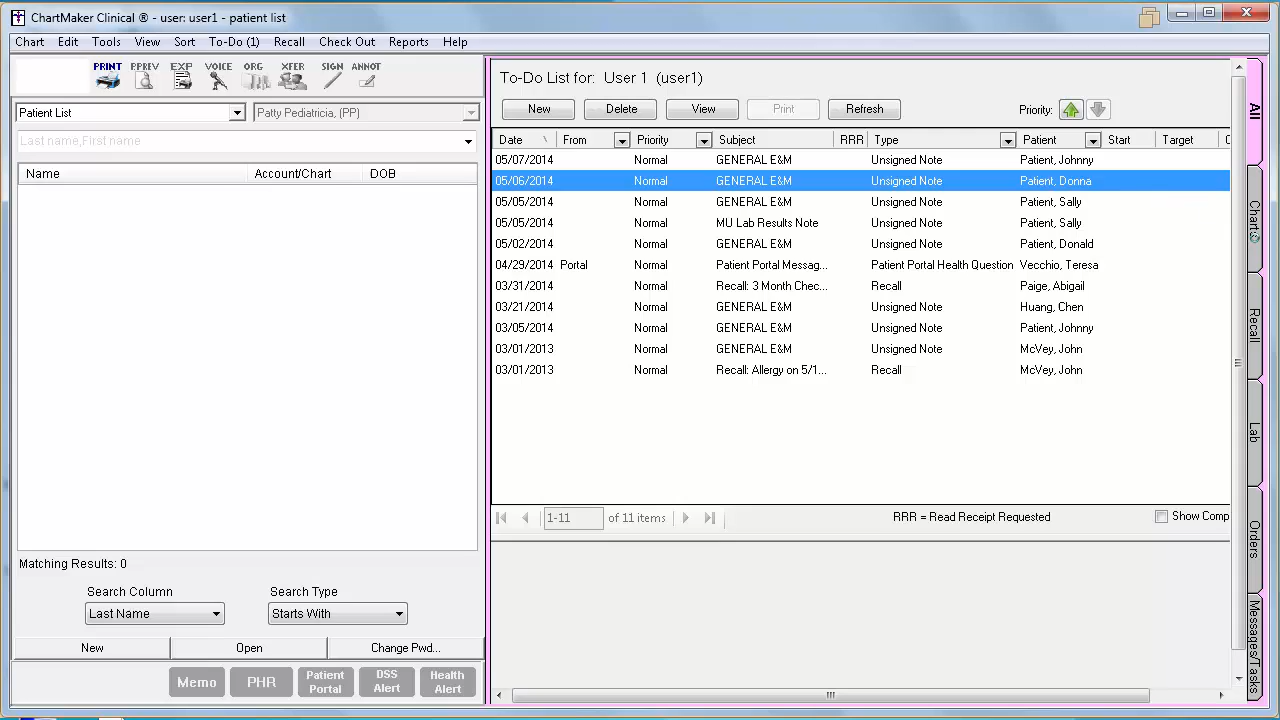 ChartMaker Clinical ® - user: user1 - patient list
Chart Edit Tools View Sort To-Do (1) Recall Check Out Reports Help
PRINT PPREV EXP VOICE ORG XFER SIGN ANNOT
Patient List Patty Pediatricia, (PP)
Last name,First name
Name Account/Chart DOB
Matching Results: 0
Search Column Search Type
Last Name Starts With
New Open Change Pwd...
Memo PHR Patient Portal DSS Alert Health Alert
To-Do List for: User 1 (user1)
New Delete View Print Refresh Priority:
Date From Priority Subject RRR Type Patient Start Target C
05/07/2014 Normal GENERAL E&M Unsigned Note Patient, Johnny
05/06/2014 Normal GENERAL E&M Unsigned Note Patient, Donna
05/05/2014 Normal GENERAL E&M Unsigned Note Patient, Sally
05/05/2014 Normal MU Lab Results Note Unsigned Note Patient, Sally
05/02/2014 Normal GENERAL E&M Unsigned Note Patient, Donald
04/29/2014 Portal Normal Patient Portal Messag... Patient Portal Health Question Vecchio, Teresa
03/31/2014 Normal Recall: 3 Month Chec... Recall Paige, Abigail
03/21/2014 Normal GENERAL E&M Unsigned Note Huang, Chen
03/05/2014 Normal GENERAL E&M Unsigned Note Patient, Johnny
03/01/2013 Normal GENERAL E&M Unsigned Note McVey, John
03/01/2013 Normal Recall: Allergy on 5/1... Recall McVey, John
1-11 of 11 items RRR = Read Receipt Requested Show Comp
All
Chart
Recall
Lab
Orders
Messages/Tasks